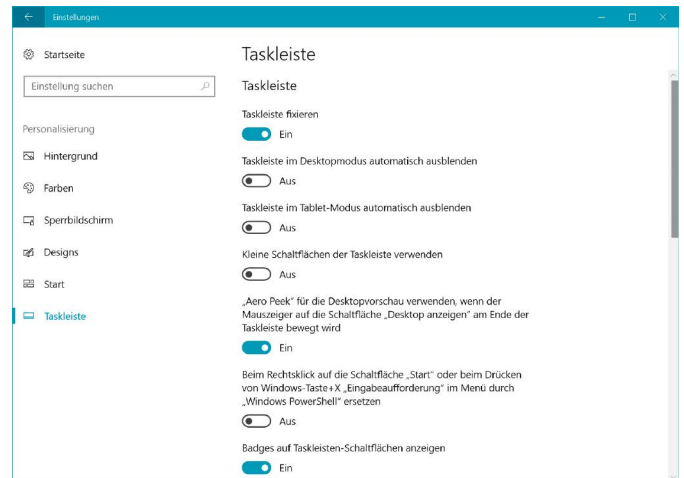 Einstellungen
Startseite
Einstellung suchen
Personalisierung
Hintergrund
Farben
Sperrbildschirm
Designs
Start
Taskleiste
Taskleiste
Taskleiste
Taskleiste fixieren
Ein
Taskleiste im Desktopmodus automatisch ausblenden
Aus
Taskleiste im Tablet-Modus automatisch ausblenden
Aus
Kleine Schaltflächen der Taskleiste verwenden
Aus
„Aero Peek“ für die Desktopvorschau verwenden, wenn der
Mauszeiger auf die Schaltfläche „Desktop anzeigen“ am Ende der
Taskleiste bewegt wird
Ein
Beim Rechtsklick auf die Schaltfläche „Start“ oder beim Drücken
von Windows-Taste+X „Eingabeaufforderung“ im Menü durch
„Windows PowerShell“ ersetzen
Aus
Badges auf Taskleisten-Schaltflächen anzeigen
Ein